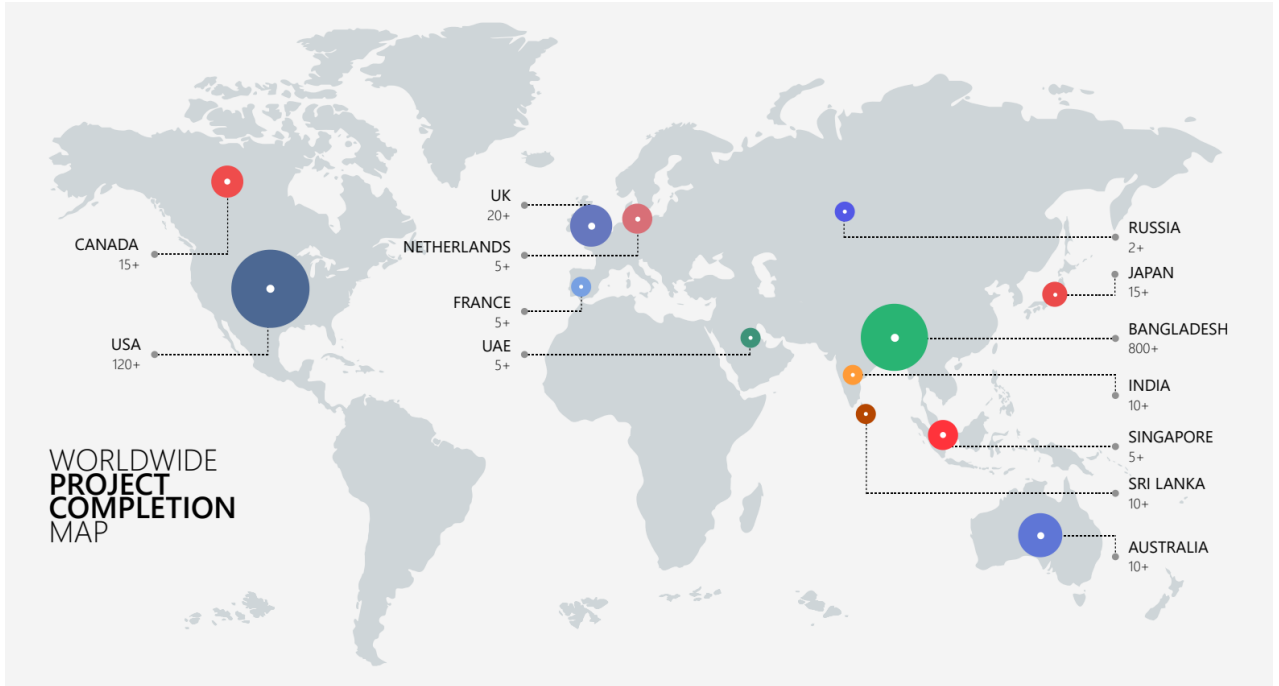 CANADA
15+
USA
120+
UK
20+
NETHERLANDS
5+
FRANCE
5+
UAE
5+
RUSSIA
2+
JAPAN
15+
BANGLADESH
800+
INDIA
10+
SINGAPORE
5+
SRI LANKA
10+
AUSTRALIA
10+
WORLDWIDE
PROJECT
COMPLETION
MAP